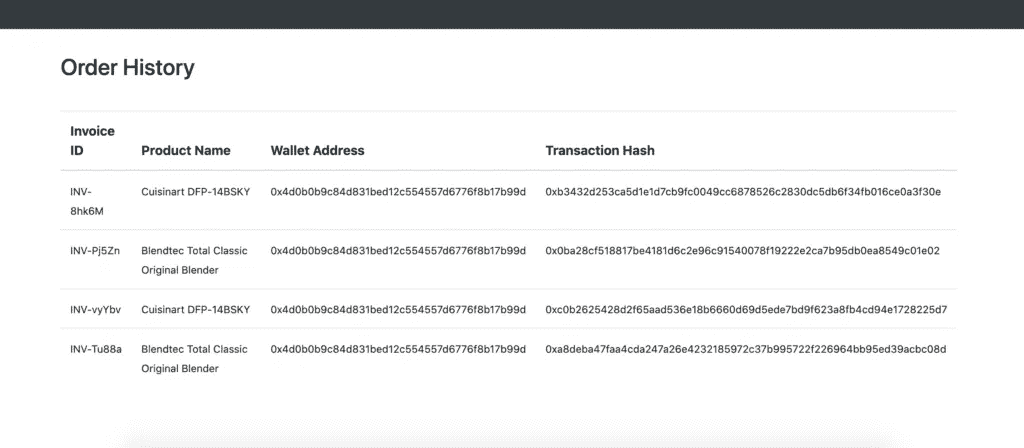 Order History
Invoice
ID Product Name Wallet Address Transaction Hash
INV- Cuisinart DFP-14BSKY 0x4d0b0b9c84d831bed12c554557d6776f8b17b99d 0xb3432d253ca5d1e1d7cb9fc0049cc6878526c2830dc5db6f34fb016ce0a3f30e
8hk6M
INV-Pj5Zn Blendtec Total Classic 0x4d0b0b9c84d831bed12c554557d6776f8b17b99d 0x0ba28cf518817be4181d6c2e96c91540078f19222e2ca7b95db0ea8549c01e02
Original Blender
INV-vyYbv Cuisinart DFP-14BSKY 0x4d0b0b9c84d831bed12c554557d6776f8b17b99d 0xc0b2625428d2f65aad536e18b6660d69d5ede7bd9f623a8fb4cd94e1728225d7
INV-Tu88a Blendtec Total Classic 0x4d0b0b9c84d831bed12c554557d6776f8b17b99d 0xa8deba47faa4cda247a26e4232185972c37b995722f226964bb95ed39acbc08d
Original Blender